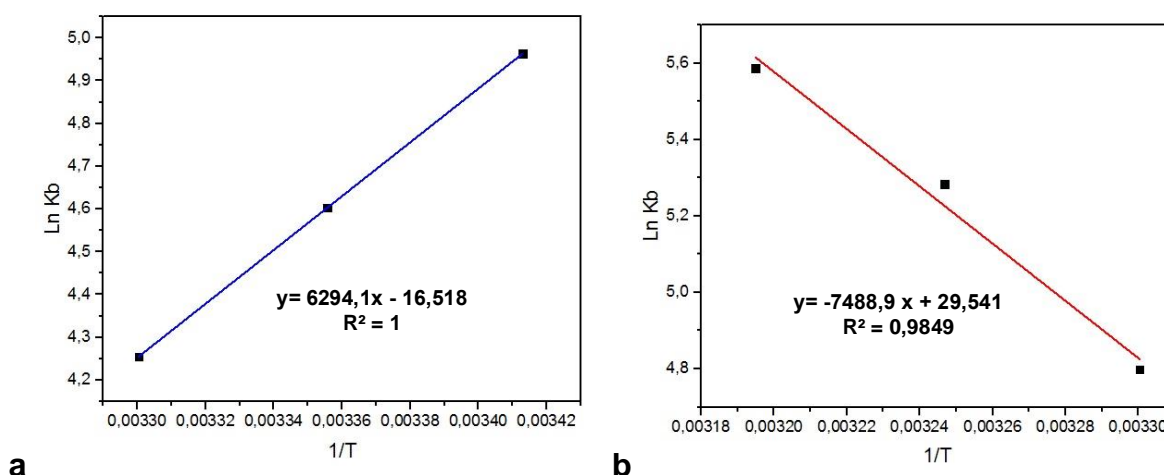 5,0
4,9
4,8
4,7
4,6
4,5
4,4
4,3
4,2
Ln Kb
y= 6294,1x - 16,518
R² = 1
0,00330 0,00332 0,00334 0,00336 0,00338 0,00340 0,00342
1/T
a
5,6
5,4
5,2
5,0
4,8
Ln Kb
y= -7488,9 x + 29,541
R² = 0,9849
0,00318 0,00320 0,00322 0,00324 0,00326 0,00328 0,00330
1/T
b